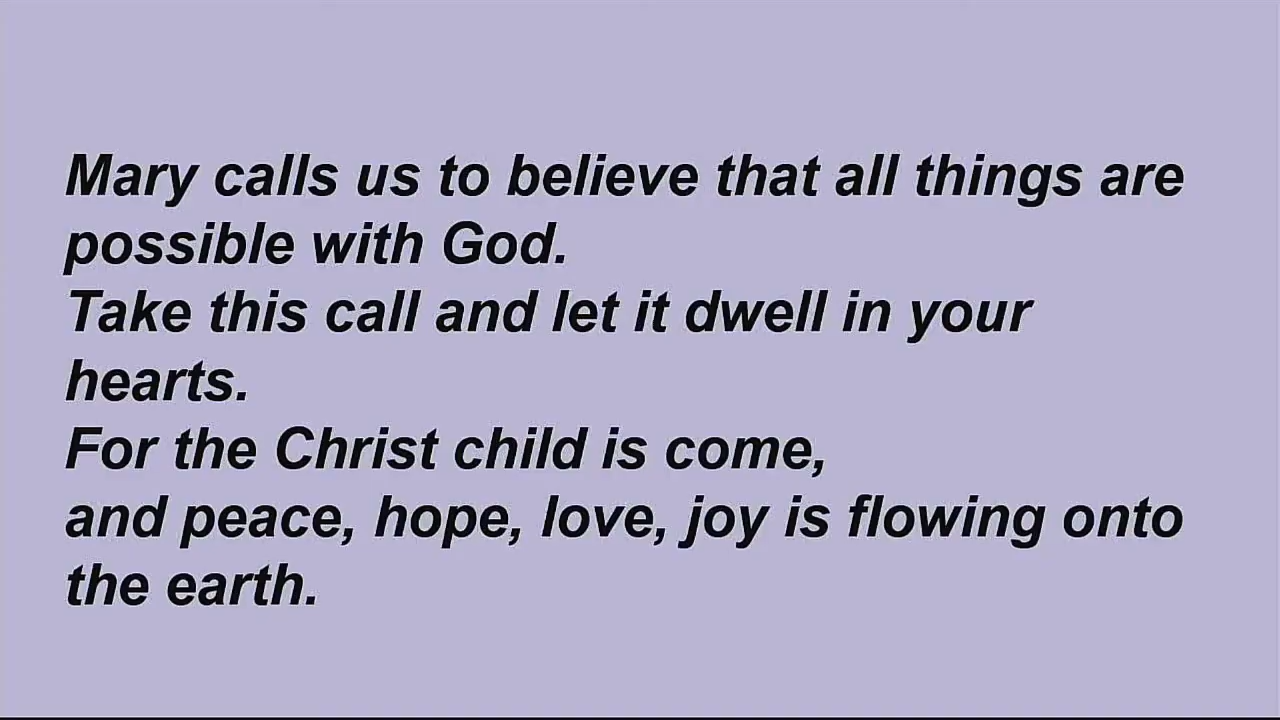 Mary calls us to believe that all things are
possible with God.
Take this call and let it dwell in your
hearts.
For the Christ child is come,
and peace, hope, love, joy is flowing onto
the earth.